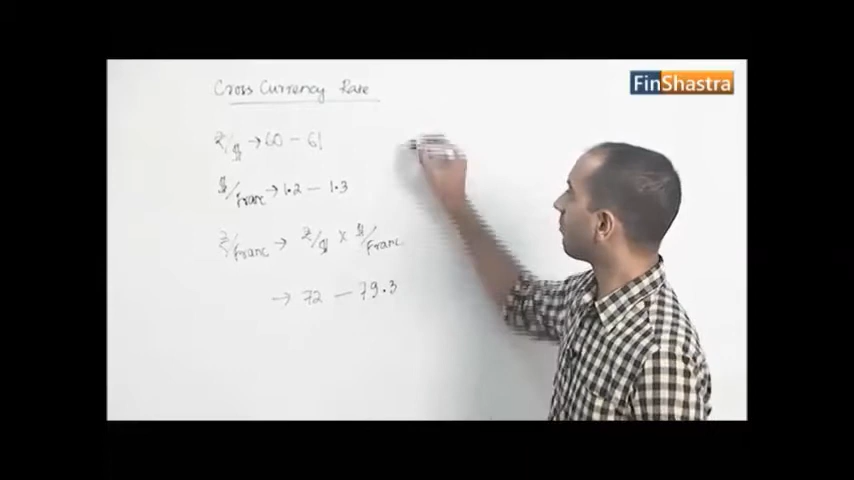 FinShastra
Cross Currency Rate
₹/$ → 60 - 61
$/Franc → 1.2 - 1.3
₹/Franc → ₹/$ × $/Franc
→ 72 - 79.3